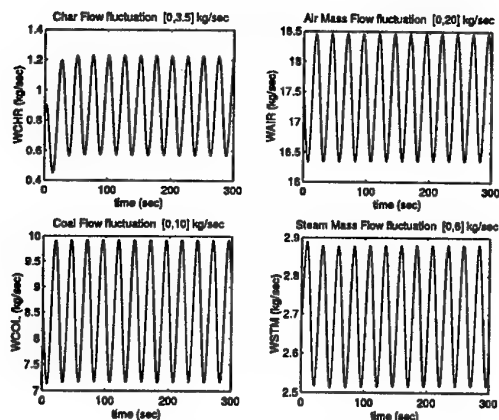 Char Flow fluctuation [0,3.5] kg/sec
1.4
1.2
1
0.8
0.6
0.4
WCHR (kg/sec)
0 100 200 300
time (sec)
Air Mass Flow fluctuation [0,20] kg/sec
18.5
18
17.5
17
16.5
16
WAIR (kg/sec)
0 100 200 300
time (sec)
Coal Flow fluctuation [0,10] kg/sec
10
9.5
9
8.5
8
7.5
7
WCOL (kg/sec)
0 100 200 300
time (sec)
Steam Mass Flow fluctuation [0,6] kg/sec
2.9
2.8
2.7
2.6
2.5
WSTM (kg/sec)
0 100 200 300
time (sec)